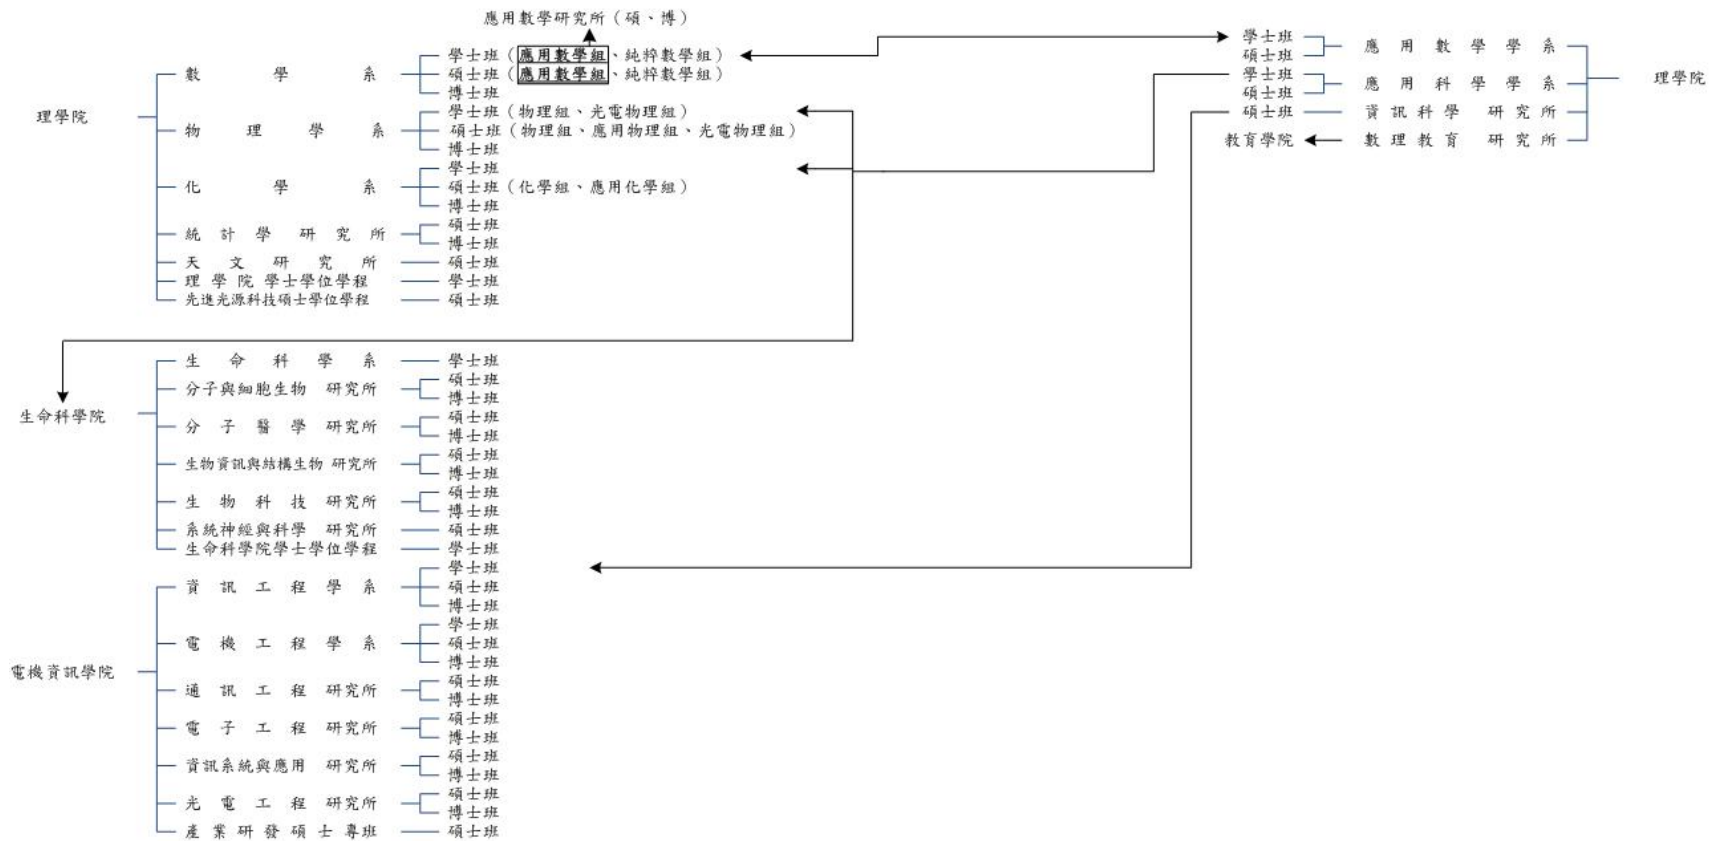 應用數學研究所（碩、博）
理學院
數學系
學士班（應用數學組、純粹數學組）
碩士班（應用數學組、純粹數學組）
博士班
物理學系
學士班（物理組、光電物理組）
碩士班（物理組、應用物理組、光電物理組）
博士班
化學系
學士班
碩士班（化學組、應用化學組）
博士班
統計學研究所
碩士班
博士班
天文研究所
碩士班
理學院學士學位學程
學士班
先進光源科技碩士學位學程
碩士班
生命科學院
生命科學系
學士班
分子與細胞生物研究所
碩士班
博士班
分子醫學研究所
碩士班
博士班
生物資訊與結構生物研究所
碩士班
博士班
生物科技研究所
碩士班
博士班
系統神經與科學研究所
碩士班
生命科學院學士學位學程
學士班
電機資訊學院
資訊工程學系
學士班
碩士班
博士班
電機工程學系
學士班
碩士班
博士班
通訊工程研究所
碩士班
博士班
電子工程研究所
碩士班
博士班
資訊系統與應用研究所
碩士班
博士班
光電工程研究所
碩士班
博士班
產業研發碩士專班
碩士班
學士班
碩士班
應用數學學系
學士班
碩士班
應用科學學系
碩士班
資訊科學研究所
教育學院
數理教育研究所
理學院